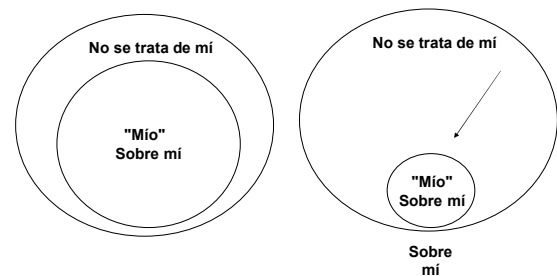 No se trata de mí
"Mío"
Sobre mí
No se trata de mí
"Mío"
Sobre mí
Sobre
mí